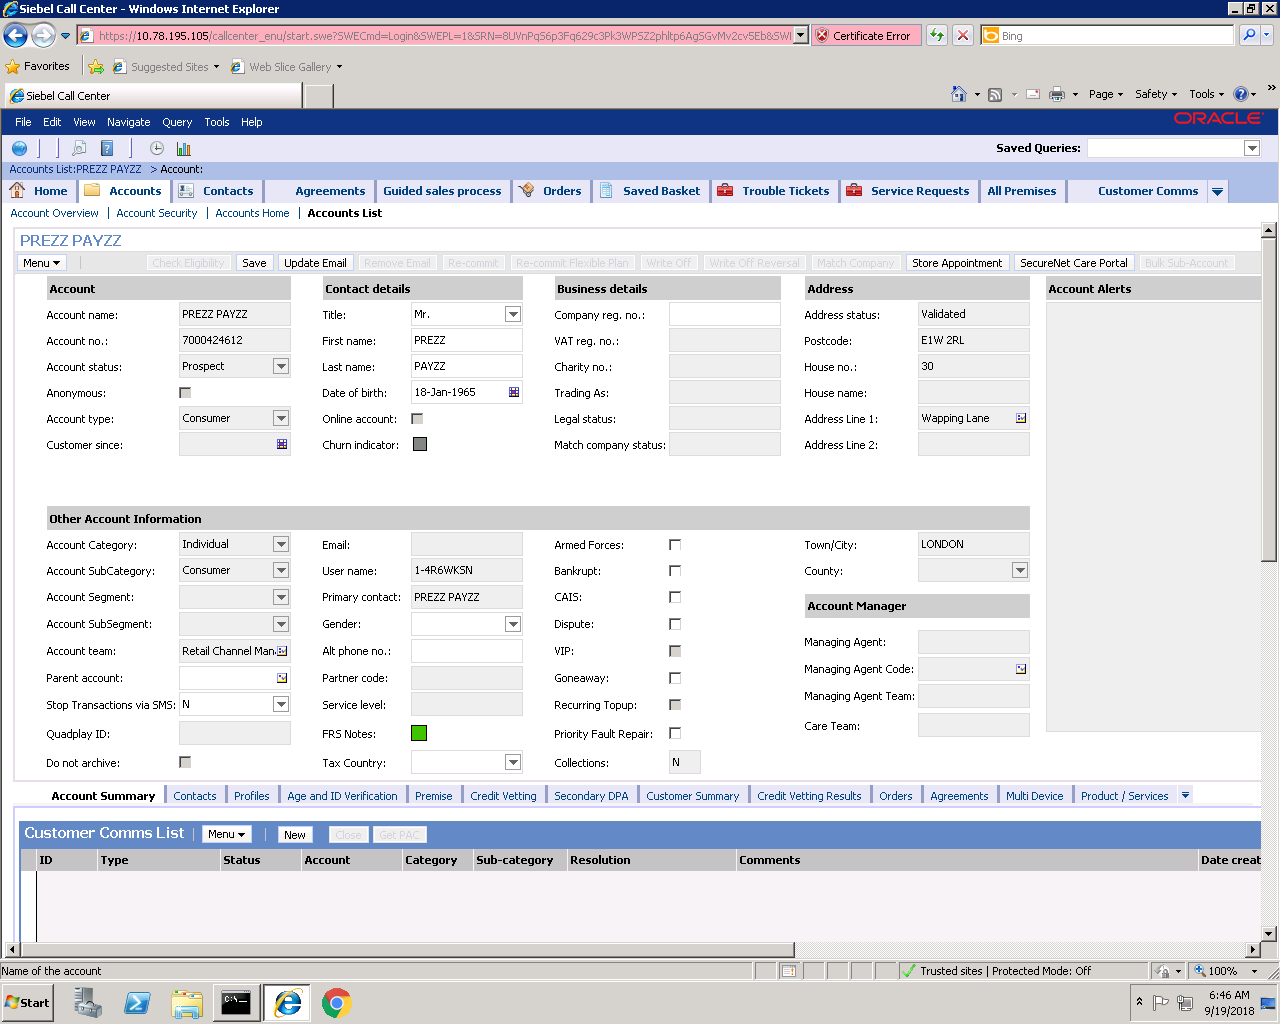 Siebel Call Center - Windows Internet Explorer
Certificate Error
Bing
Favorites Suggested Sites Web Slice Gallery
Siebel Call Center
Page Safety Tools
File Edit View Navigate Query Tools Help
ORACLE
Saved Queries:
Accounts List:PREZZ PAYZZ > Account:
Home Accounts Contacts Agreements Guided sales process Orders Saved Basket Trouble Tickets Service Requests All Premises Customer Comms
Account Overview | Account Security | Accounts Home | Accounts List
PREZZ PAYZZ
Menu Check Eligibility Save Update Email Remove Email Re-commit Re-commit Flexible Plan Write Off Write Off Reversal Match Company Store Appointment SecureNet Care Portal Bulk Sub-Account
Account Contact details Business details Address Account Alerts
Account name: PREZZ PAYZZ Title: Mr. Company reg. no.: Address status: Validated
Account no.: 7000424612 First name: PREZZ VAT reg. no.: Postcode: E1W 2RL
Account status: Prospect Last name: PAYZZ Charity no.: House no.: 30
Anonymous: Date of birth: 18-Jan-1965 Trading As: House name:
Account type: Consumer Online account: Legal status: Address Line 1: Wapping Lane
Customer since: Churn indicator: Match company status: Address Line 2:
Other Account Information
Account Category: Individual Email: Armed Forces: Town/City: LONDON
Account SubCategory: Consumer User name: 1-4R6WKSN Bankrupt: County:
Account Segment: Primary contact: PREZZ PAYZZ CAIS: Account Manager
Account SubSegment: Gender: Dispute: Managing Agent:
Account team: Retail Channel Man Alt phone no.: VIP: Managing Agent Code:
Parent account: Partner code: Goneaway: Managing Agent Team:
Stop Transactions via SMS: N Service level: Recurring Topup: Care Team:
Quadplay ID: FRS Notes: Priority Fault Repair:
Do not archive: Tax Country: Collections: N
Account Summary Contacts Profiles Age and ID Verification Premise Credit Vetting Secondary DPA Customer Summary Credit Vetting Results Orders Agreements Multi Device Product / Services
Customer Comms List Menu New Close Get PAC
ID Type Status Account Category Sub-category Resolution Comments Date creat
Name of the account Trusted sites | Protected Mode: Off 100%
Start 6:46 AM
9/19/2018